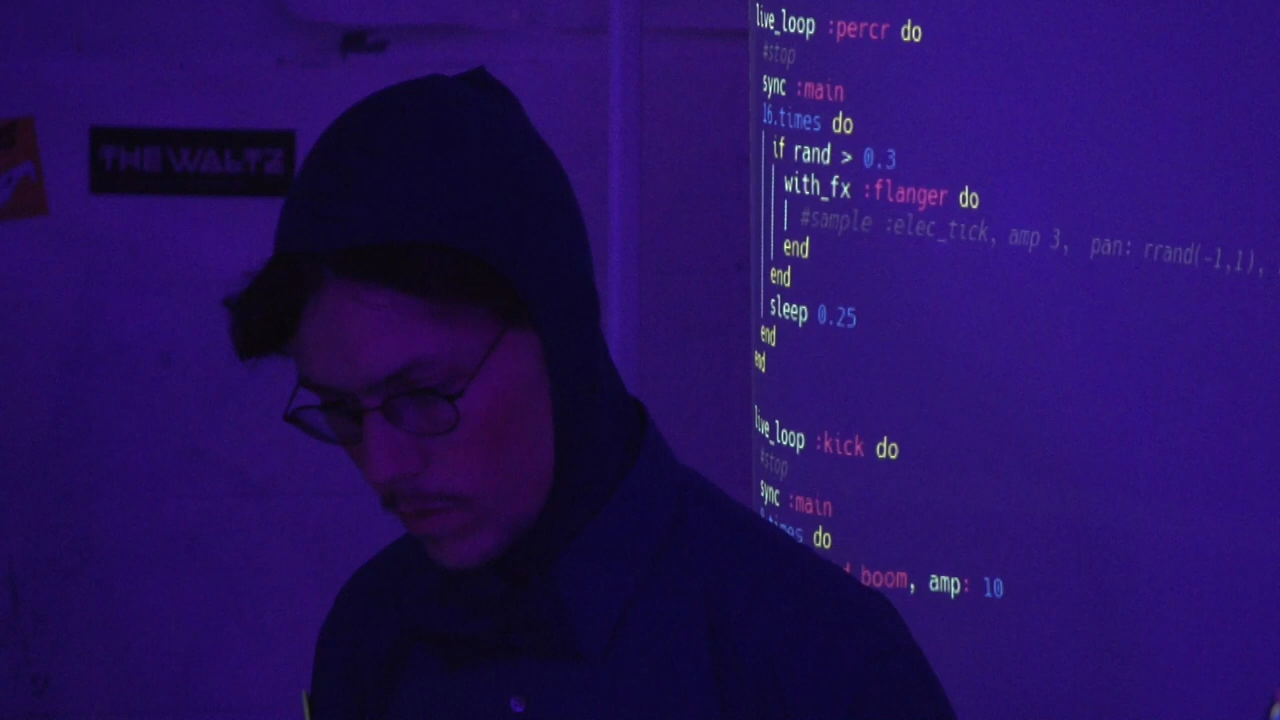 THE WALTZ
live_loop :percr do
#stop
sync :main
16.times do
if rand > 0.3
with_fx :flanger do
#sample :elec_tick, amp 3, pan: rrand(-1,1),
end
end
sleep 0.25
end
end
live_loop :kick do
#stop
sync :main
times do
boom, amp: 10